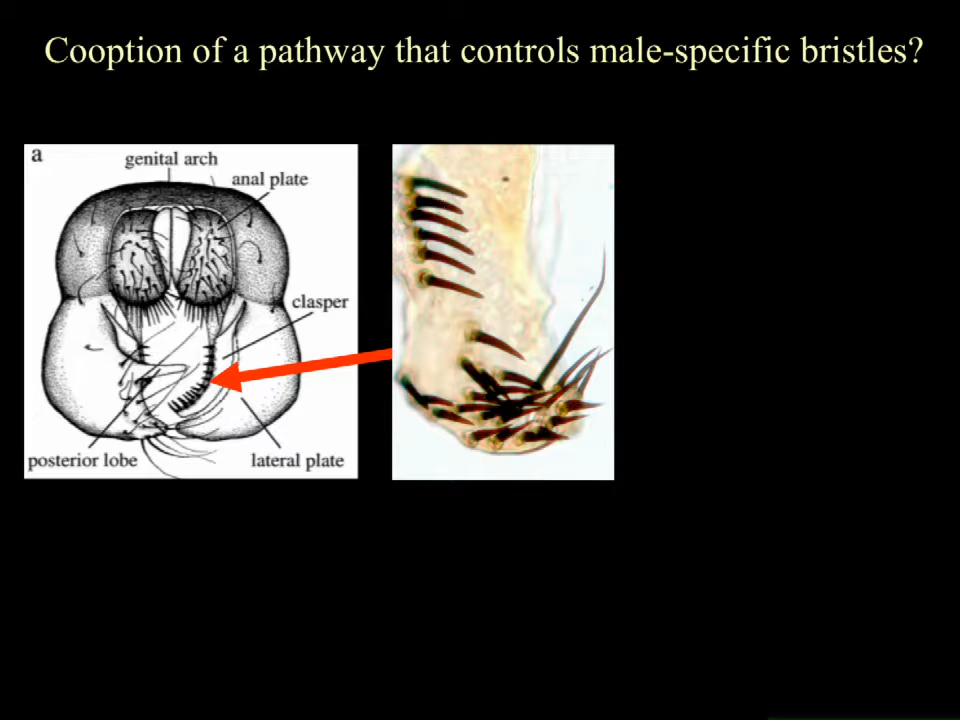 Cooption of a pathway that controls male-specific bristles?
a
genital arch
anal plate
clasper
posterior lobe
lateral plate